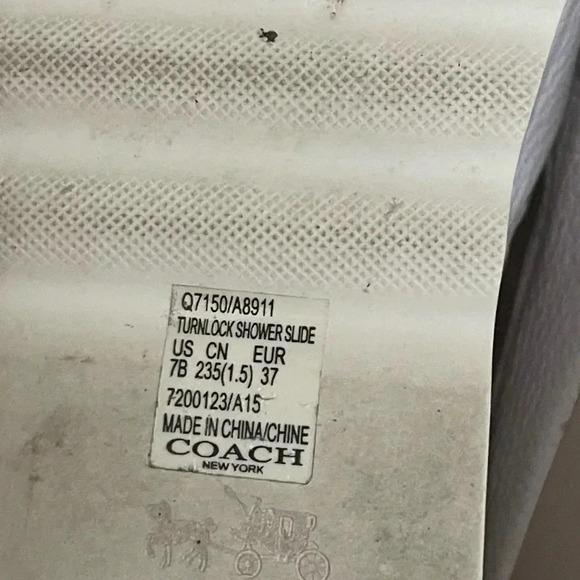 Q7150/A8911
TURNLOCK SHOWER SLIDE
US CN EUR
7B 235(1.5) 37
7200123/A15
MADE IN CHINA/CHINE
COACH
NEW YORK